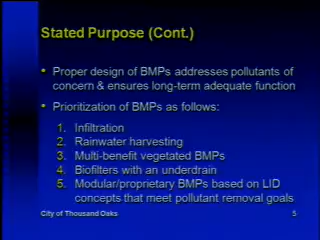 Stated Purpose (Cont.)
• Proper design of BMPs addresses pollutants of
concern & ensures long-term adequate function
• Prioritization of BMPs as follows:
1. Infiltration
2. Rainwater harvesting
3. Multi-benefit vegetated BMPs
4. Biofilters with an underdrain
5. Modular/proprietary BMPs based on LID
concepts that meet pollutant removal goals
City of Thousand Oaks 5